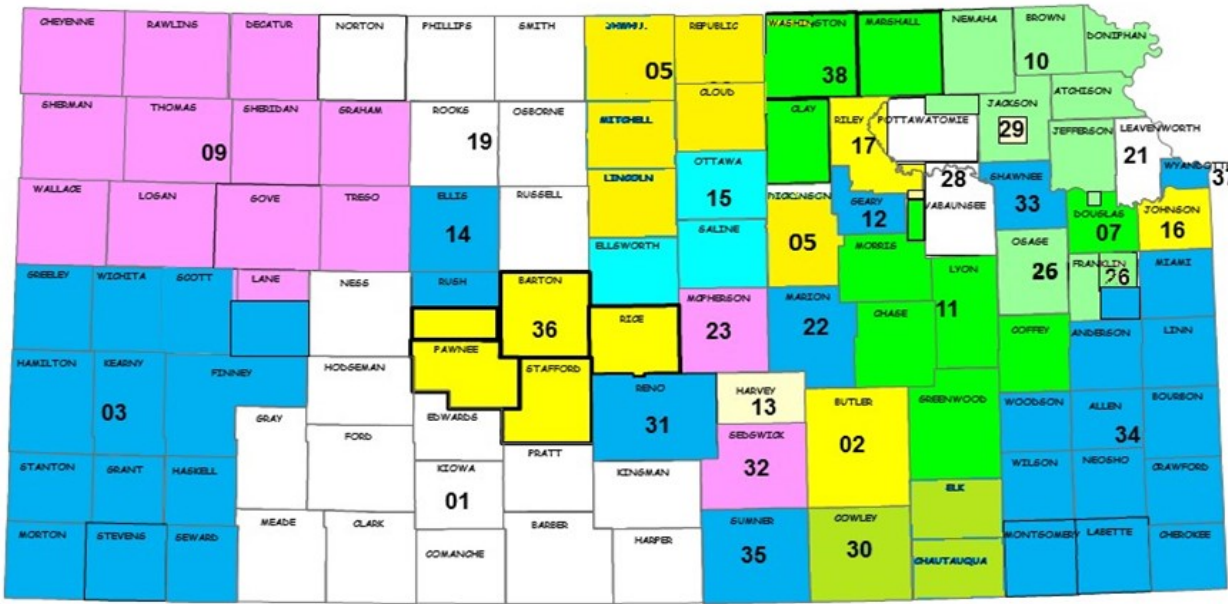 CHEYENNE RAWLINS DECATUR NORTON PHILLIPS SMITH REPUBLIC WASHINGTON MARSHALL NEMAHA BROWN DONIPHAN
05 38 10
CLOUD
SHERMAN THOMAS SHERIDAN GRAHAM ROOKS OSBORNE MITCHELL CLAY RILEY POTTAWATOMIE JACKSON ATCHISON
09 19 17 29 JEFFERSON LEAVENWORTH
21
OTTAWA WYANDOTTE
WALLACE LOGAN GOVE TREGO ELLIS RUSSELL LINCOLN 15 DICKINSON GEARY 28 SHAWNEE 37
14 12 WABAUNSEE 33 DOUGLAS JOHNSON
SALINE 05 07 16
ELLSWORTH MORRIS OSAGE
GREELEY WICHITA SCOTT LANE NESS RUSH BARTON LYON 26 FRANKLIN 26 MIAMI
36 RICE MCPHERSON MARION
23 22 CHASE 11
PAWNEE STAFFORD COFFEY ANDERSON LINN
HAMILTON KEARNY FINNEY HODGEMAN
03 EDWARDS RENO HARVEY BUTLER GREENWOOD WOODSON ALLEN BOURBON
GRAY 31 13 34
FORD SEDGWICK 02
STANTON GRANT HASKELL KIOWA PRATT KINGMAN 32 WILSON NEOSHO CRAWFORD
01 ELK
MEADE CLARK BARBER SUMNER COWLEY
MORTON STEVENS SEWARD COMANCHE HARPER 35 30 CHAUTAUQUA MONTGOMERY LABETTE CHEROKEE